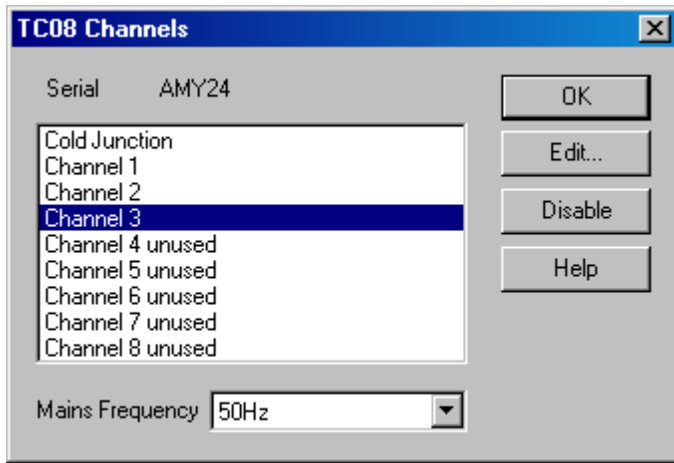 TC08 Channels
Serial AMY24
Cold Junction
Channel 1
Channel 2
Channel 3
Channel 4 unused
Channel 5 unused
Channel 6 unused
Channel 7 unused
Channel 8 unused
Mains Frequency 50Hz
OK
Edit...
Disable
Help